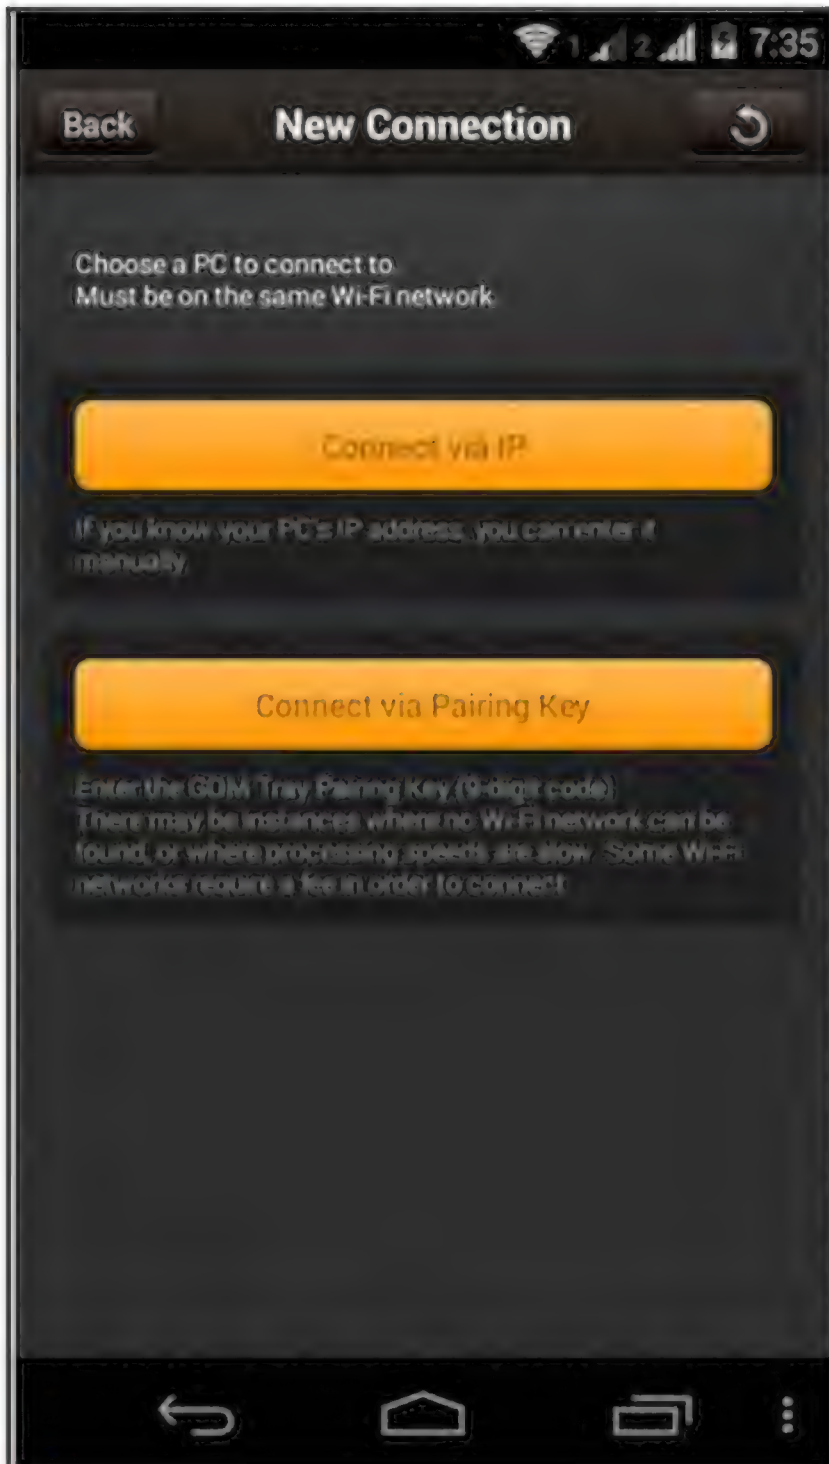 1 2 7:35
Back New Connection
Choose a PC to connect to
Must be on the same Wi-Fi network
Connect via IP
If you know your PC's IP address, you can enter it
manually
Connect via Pairing Key
Enter the GOM Tray Pairing Key (9-digit code)
There may be instances where no Wi-Fi network can be
found, or where processing speeds are slow. Some Wi-Fi
networks require a fee in order to connect